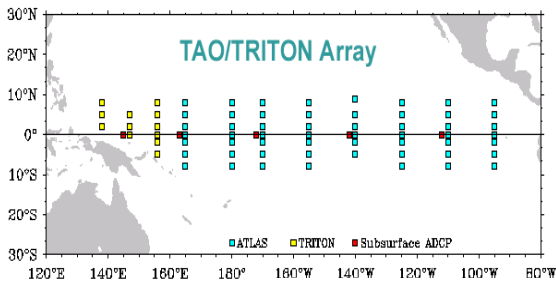 30°N
TAO/TRITON Array
20°N
10°N
0°
10°S
20°S
ATLAS TRITON Subsurface ADCP
30°S
120°E 140°E 160°E 180° 160°W 140°W 120°W 100°W 80°W